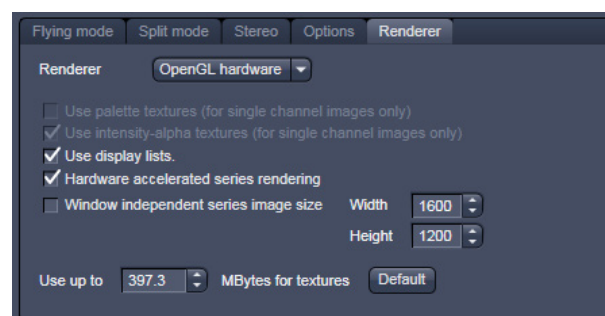 Flying mode Split mode Stereo Options Renderer
Renderer OpenGL hardware
Use palette textures (for single channel images only)
Use intensity-alpha textures (for single channel images only)
Use display lists.
Hardware accelerated series rendering
Window independent series image size Width 1600
Height 1200
Use up to 397.3 MBytes for textures Default